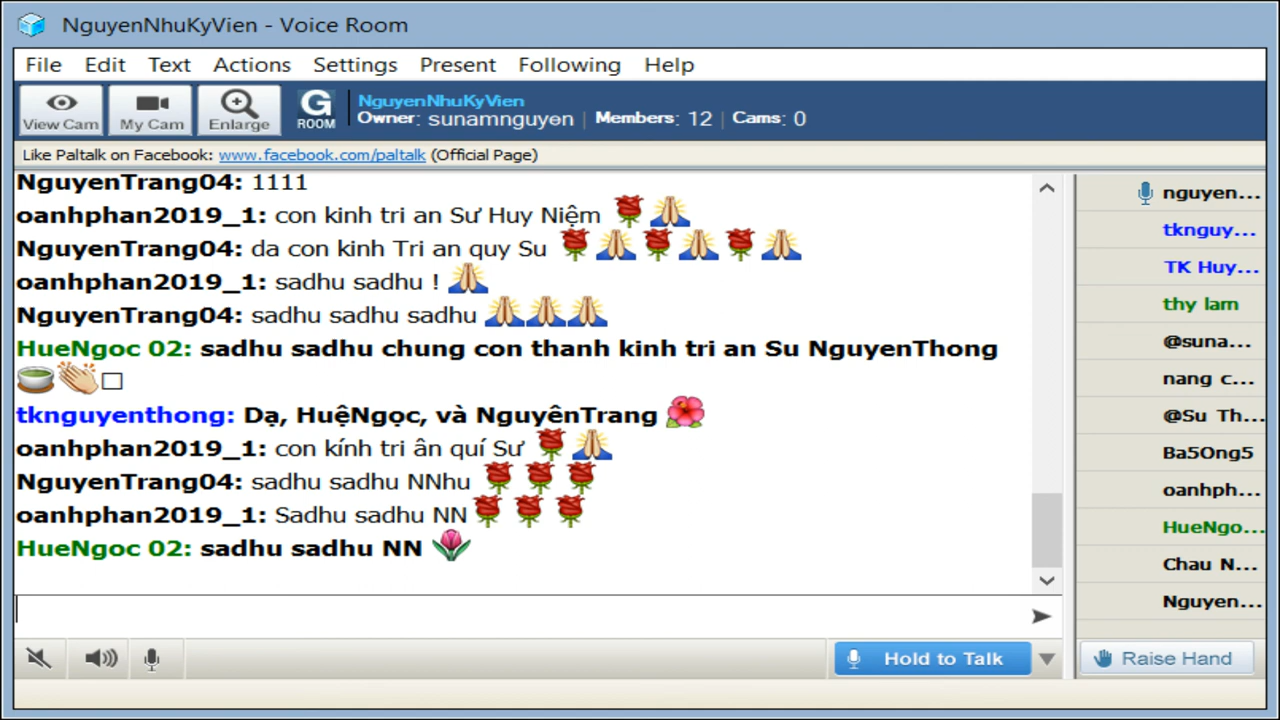 NguyenNhuKyVien - Voice Room
File Edit Text Actions Settings Present Following Help
View Cam My Cam Enlarge G ROOM
NguyenNhuKyVien
Owner: sunamnguyen | Members: 12 | Cams: 0
Like Paltalk on Facebook: www.facebook.com/paltalk (Official Page)
NguyenTrang04: 1111
oanhphan2019_1: con kinh tri an Sư Huy Niệm 🌹🙏
NguyenTrang04: da con kinh Tri an quy Su 🌹🙏🌹🙏🌹🙏
oanhphan2019_1: sadhu sadhu ! 🙏
NguyenTrang04: sadhu sadhu sadhu 🙏🙏🙏
HueNgoc 02: sadhu sadhu chung con thanh kinh tri an Su NguyenThong
🍵👏□
tknguyenthong: Dạ, HuệNgọc, và NguyênTrang 🌺
oanhphan2019_1: con kính tri ân quí Sư 🌹🙏
NguyenTrang04: sadhu sadhu NNhu 🌹🌹🌹
oanhphan2019_1: Sadhu sadhu NN🌹🌹🌹
HueNgoc 02: sadhu sadhu NN 🌷
nguyen...
tknguy...
TK Huy...
thy lam
@suna...
nang c...
@Su Th...
Ba5Ong5
oanhph...
HueNgo...
Chau N...
Nguyen...
Hold to Talk
Raise Hand